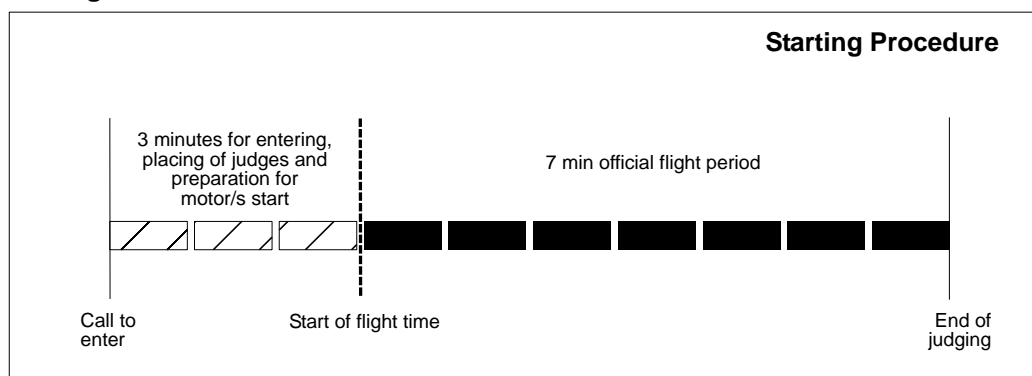 Starting Procedure
3 minutes for entering,
placing of judges and
preparation for
motor/s start
7 min official flight period
Call to
enter
Start of flight time
End of
judging